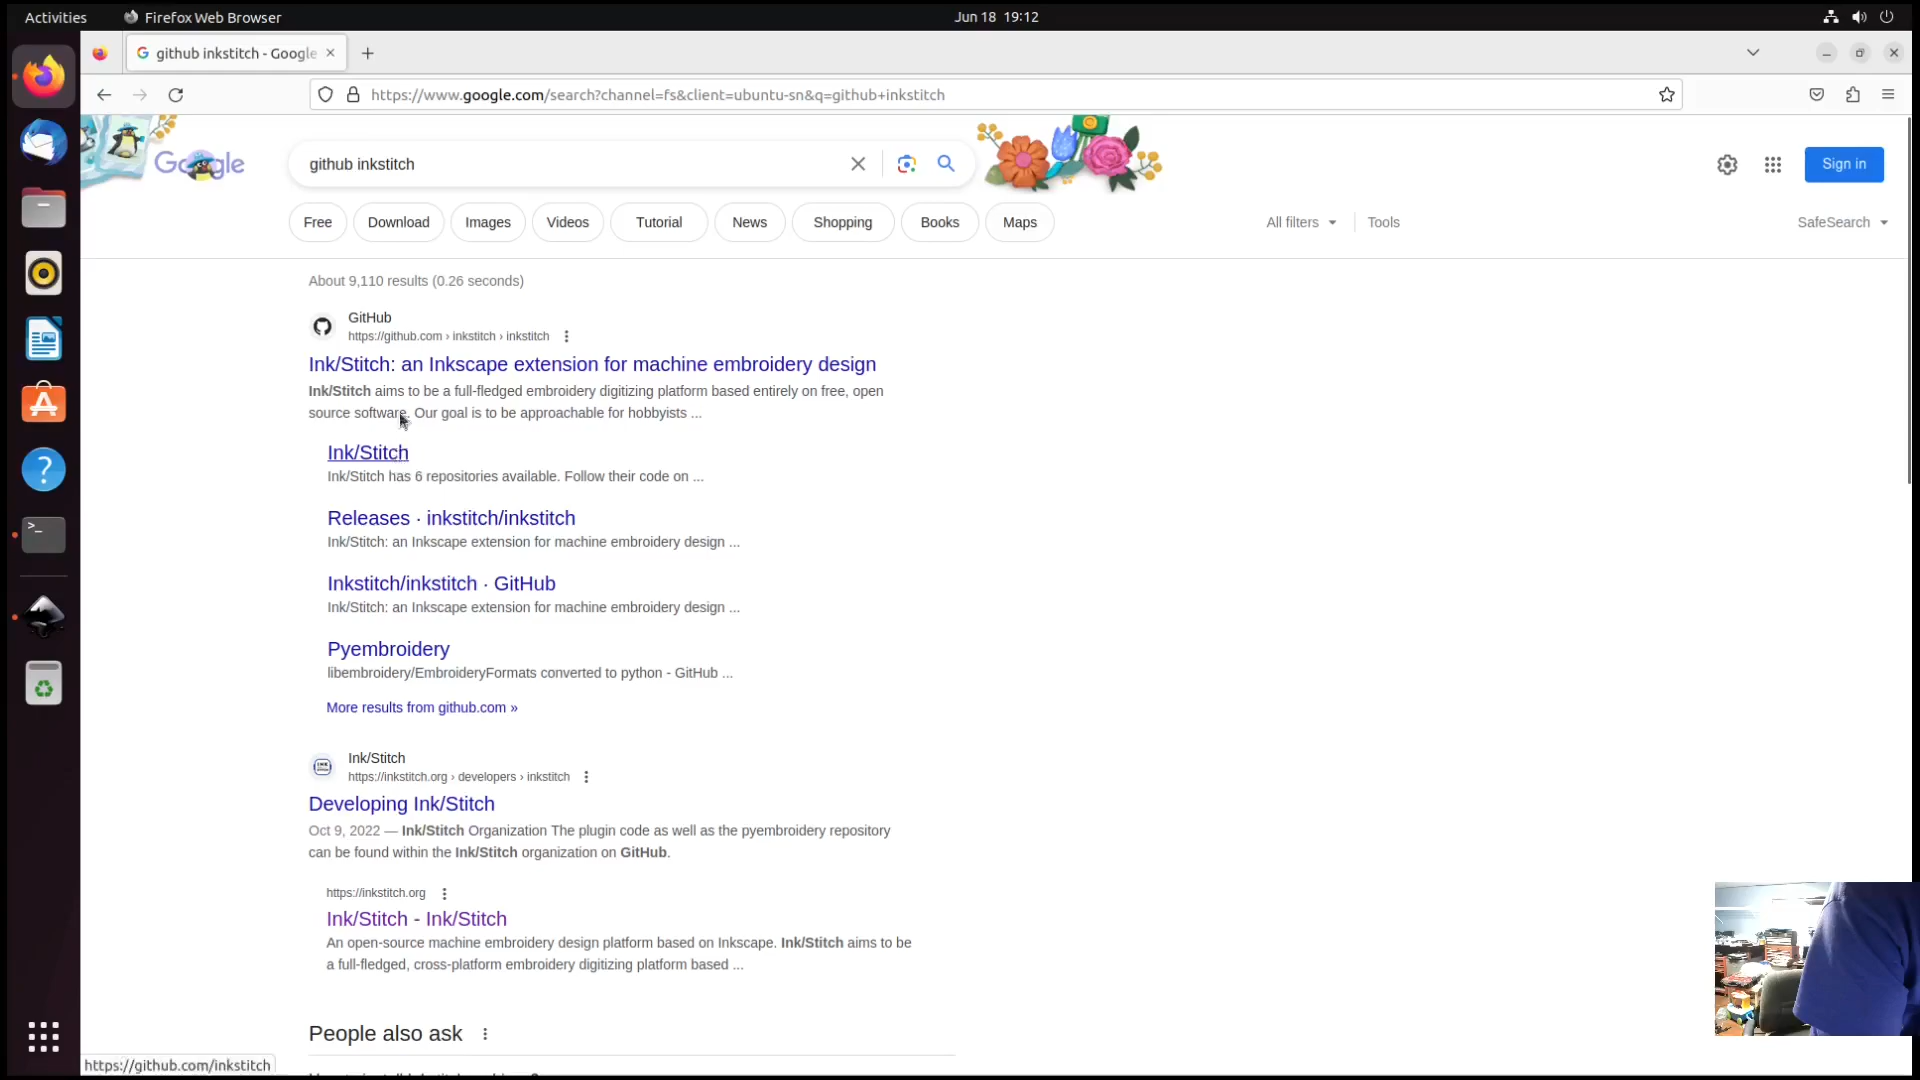 Activities
Firefox Web Browser
Jun 18 19:12
github inkstitch - Google
https://www.google.com/search?channel=fs&client=ubuntu-sn&q=github+inkstitch
Google
github inkstitch
Sign in
Free
Download
Images
Videos
Tutorial
News
Shopping
Books
Maps
All filters
Tools
SafeSearch
About 9,110 results (0.26 seconds)
GitHub
https://github.com › inkstitch › inkstitch
Ink/Stitch: an Inkscape extension for machine embroidery design
Ink/Stitch aims to be a full-fledged embroidery digitizing platform based entirely on free, open
source software. Our goal is to be approachable for hobbyists ...
Ink/Stitch
Ink/Stitch has 6 repositories available. Follow their code on ...
Releases · inkstitch/inkstitch
Ink/Stitch: an Inkscape extension for machine embroidery design ...
Inkstitch/inkstitch · GitHub
Ink/Stitch: an Inkscape extension for machine embroidery design ...
Pyembroidery
libembroidery/EmbroideryFormats converted to python - GitHub ...
More results from github.com »
Ink/Stitch
https://inkstitch.org › developers › inkstitch
Developing Ink/Stitch
Oct 9, 2022 — Ink/Stitch Organization The plugin code as well as the pyembroidery repository
can be found within the Ink/Stitch organization on GitHub.
https://inkstitch.org
Ink/Stitch - Ink/Stitch
An open-source machine embroidery design platform based on Inkscape. Ink/Stitch aims to be
a full-fledged, cross-platform embroidery digitizing platform based ...
People also ask
https://github.com/inkstitch